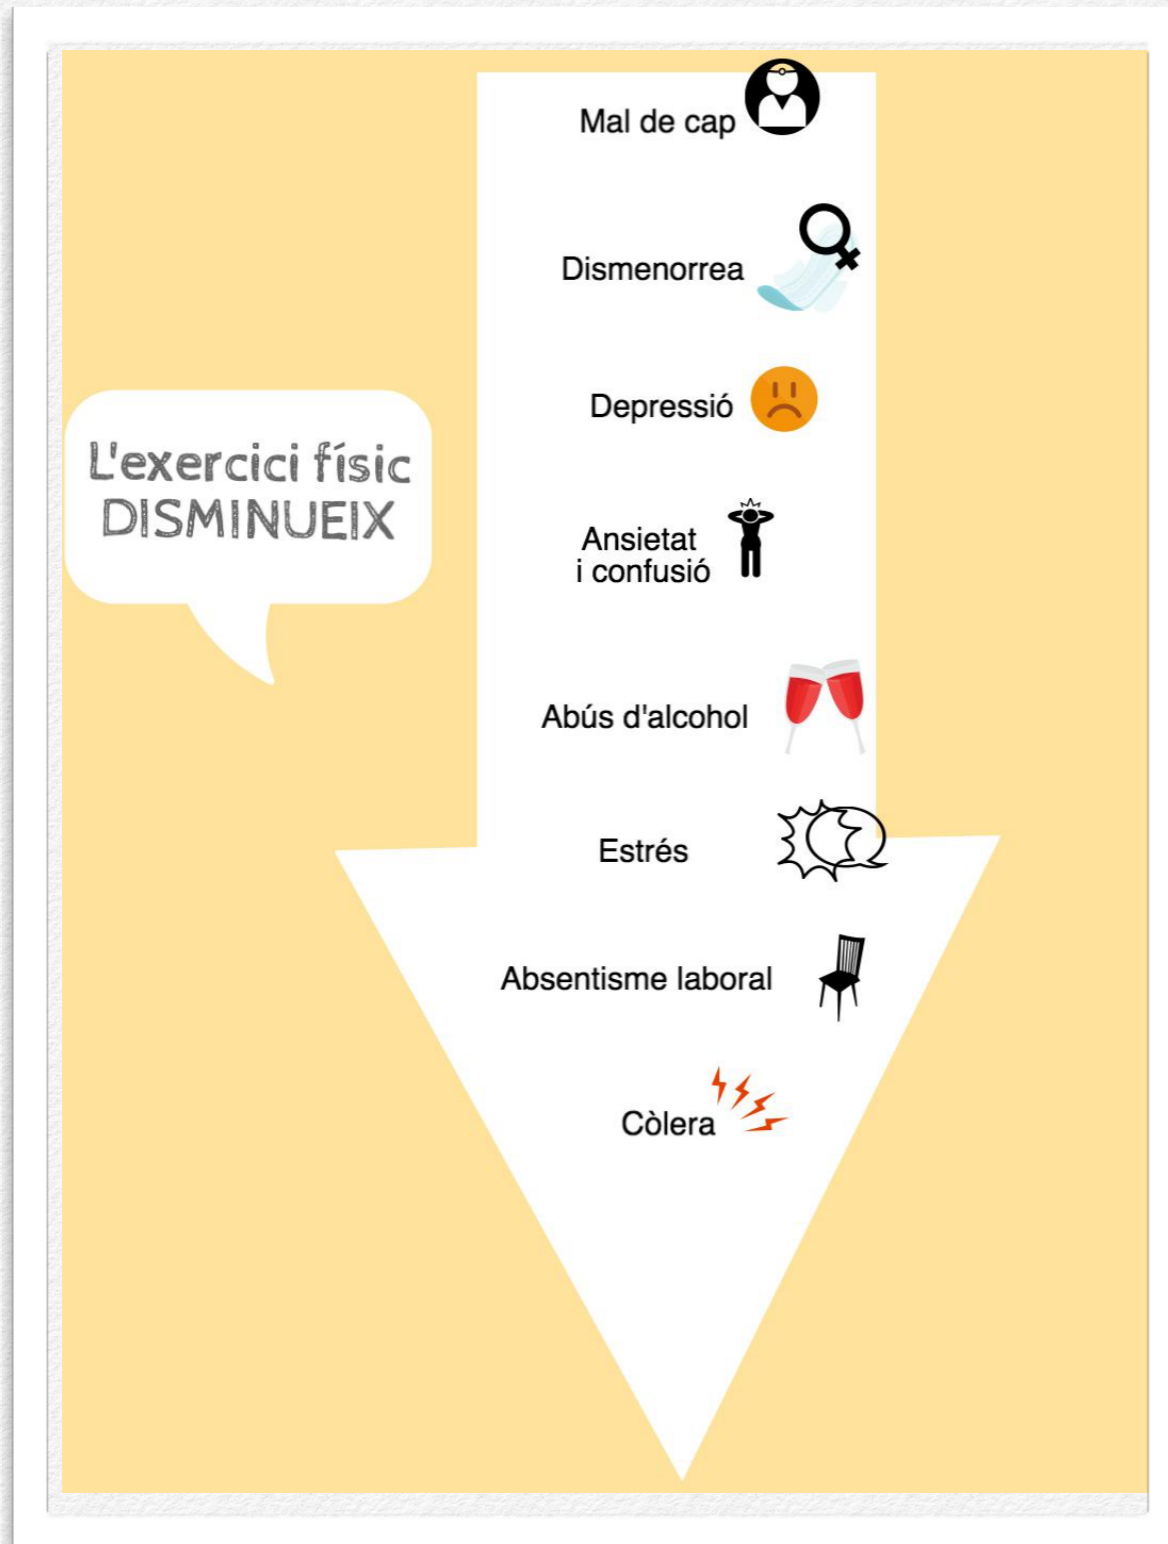 L'exercici físic
DISMINUEIX
Mal de cap
Dismenorrea
Depressió
Ansietat
i confusió
Abús d'alcohol
Estrés
Absentisme laboral
Còlera